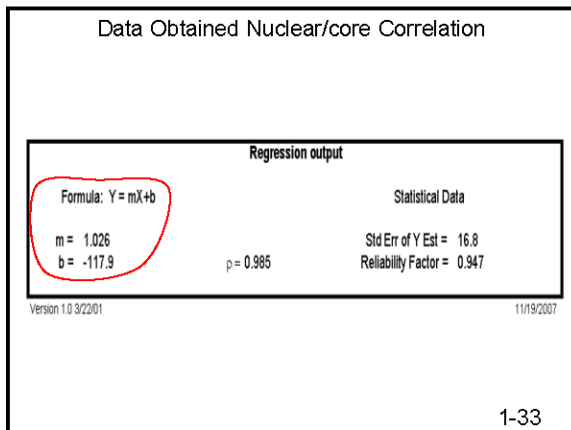 Data Obtained Nuclear/core Correlation
Regression output
Formula: Y = mX+b
Statistical Data
m = 1.026
Std Err of Y Est = 16.8
b = -117.9
ρ = 0.985
Reliability Factor = 0.947
Version 1.0 3/22/01
11/19/2007
1-33